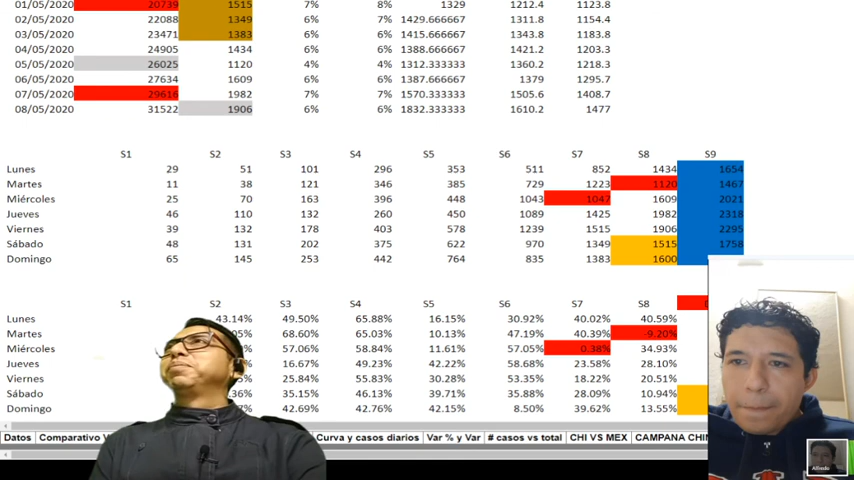 01/05/2020 20739 1515 7% 8% 1329 1212.4 1123.8
02/05/2020 22088 1349 6% 7% 1429.666667 1311.8 1154.4
03/05/2020 23471 1383 6% 6% 1415.666667 1343.8 1183.8
04/05/2020 24905 1434 6% 6% 1388.666667 1421.2 1203.3
05/05/2020 26025 1120 4% 4% 1312.333333 1360.2 1218.3
06/05/2020 27634 1609 6% 6% 1387.666667 1379 1295.7
07/05/2020 29616 1982 7% 7% 1570.333333 1505.6 1408.7
08/05/2020 31522 1906 6% 6% 1832.333333 1610.2 1477
S1 S2 S3 S4 S5 S6 S7 S8 S9
Lunes 29 51 101 296 353 511 852 1434 1654
Martes 11 38 121 346 385 729 1223 1120 1467
Miércoles 25 70 163 396 448 1043 1047 1609 2021
Jueves 46 110 132 260 450 1089 1425 1982 2318
Viernes 39 132 178 403 578 1239 1515 1906 2295
Sábado 48 131 202 375 622 970 1349 1515 1758
Domingo 65 145 253 442 764 835 1383 1600
S1 S2 S3 S4 S5 S6 S7 S8
Lunes 43.14% 49.50% 65.88% 16.15% 30.92% 40.02% 40.59%
Martes 68.60% 65.03% 10.13% 47.19% 40.39% -9.20%
Miércoles 57.06% 58.84% 11.61% 57.05% 0.38% 34.93%
Jueves 16.67% 49.23% 42.22% 58.68% 23.58% 28.10%
Viernes 25.84% 55.83% 30.28% 53.35% 18.22% 20.51%
Sábado .36% 35.15% 46.13% 39.71% 35.88% 28.09% 10.94%
Domingo 42.69% 42.76% 42.15% 8.50% 39.62% 13.55%
Datos Comparativo Curva y casos diarios Var % y Var # casos vs total CHI VS MEX CAMPANA CHI
Alfredo